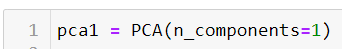 1 pca1 = PCA(n_components=1)